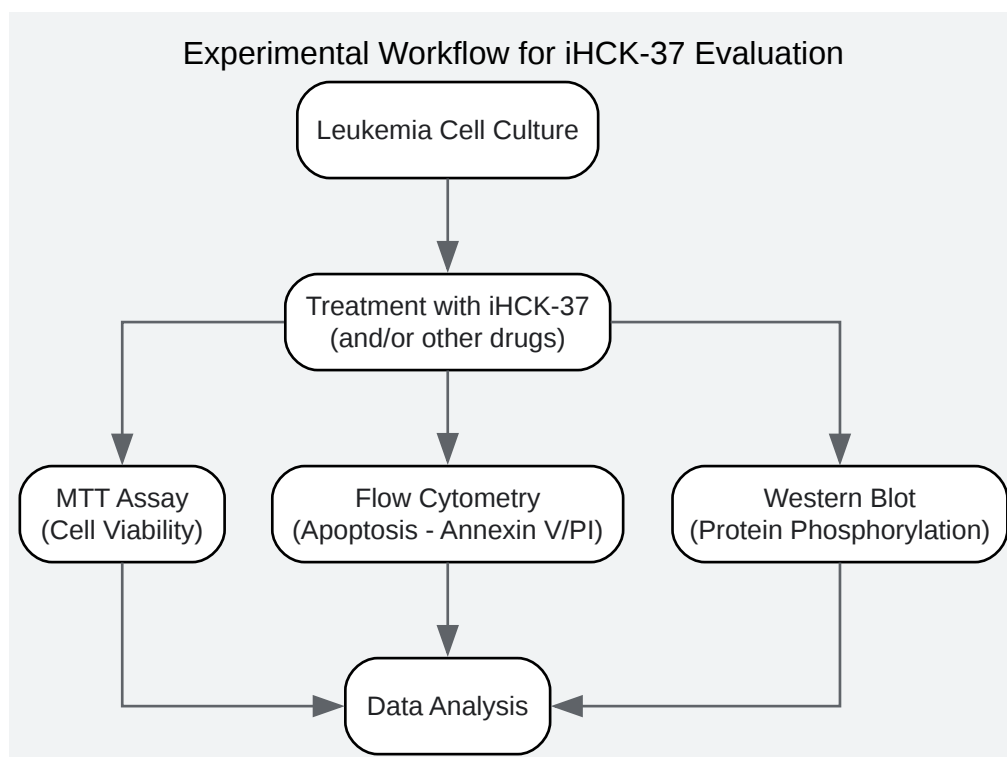 Experimental Workflow for iHCK-37 Evaluation
Leukemia Cell Culture
Treatment with iHCK-37
(and/or other drugs)
MTT Assay
(Cell Viability)
Flow Cytometry
(Apoptosis - Annexin V/PI)
Western Blot
(Protein Phosphorylation)
Data Analysis